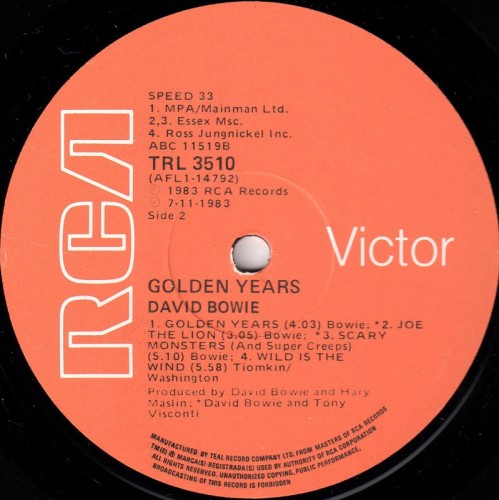 RCA
Victor
SPEED 33
1. MPA/Mainman Ltd.
2,3. Essex Msc.
4. Ross Jungnickel Inc.
ABC 11519B
TRL 3510
(AFL1-14792)
© 1983 RCA Records
℗ 7-11-1983
Side 2
GOLDEN YEARS
DAVID BOWIE
1. GOLDEN YEARS (4.03) Bowie; *2. JOE
THE LION (3.05) Bowie; *3. SCARY
MONSTERS (And Super Creeps)
(5.10) Bowie; 4. WILD IS THE
WIND (5.58) Tiomkin/
Washington
Produced by David Bowie and Hary
Maslin; *David Bowie and Tony
Visconti
MANUFACTURED BY TEAL RECORD COMPANY LTD. FROM MASTERS OF RCA RECORDS
TM(S) ® MARCA(S) REGISTRADA(S) USED BY AUTHORITY OF RCA CORPORATION
ALL RIGHTS RESERVED. UNAUTHORIZED COPYING, PUBLIC PERFORMANCE,
BROADCASTING OF THIS RECORD IS FORBIDDEN